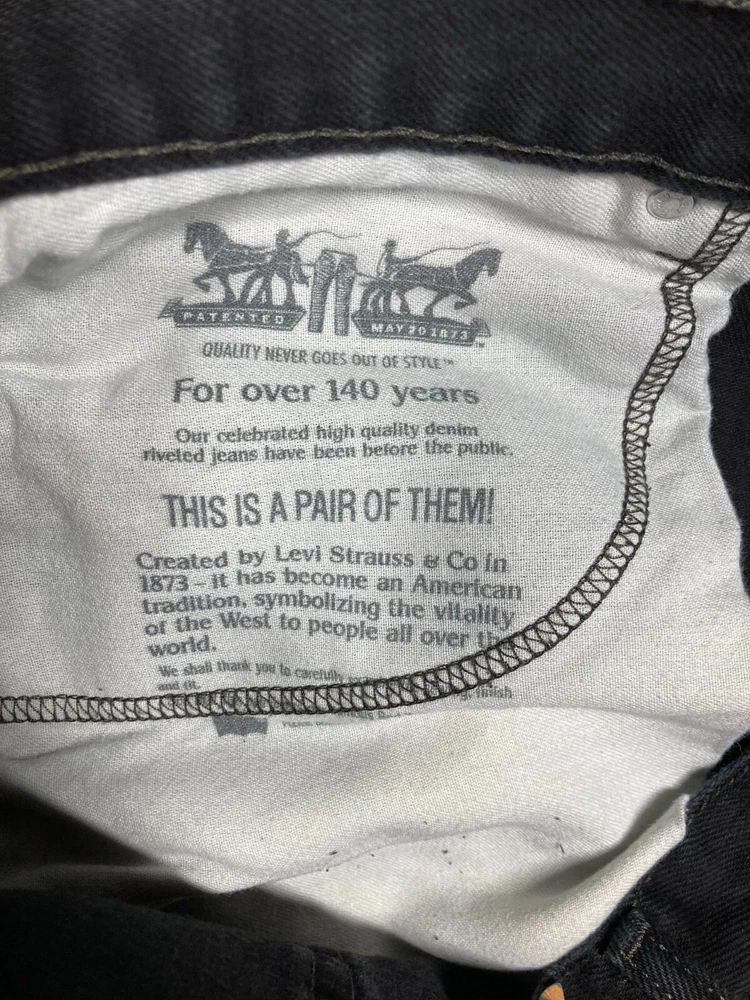 PATENTED
MAY 20 1873
QUALITY NEVER GOES OUT OF STYLE™
For over 140 years
Our celebrated high quality denim
riveted jeans have been before the public.
THIS IS A PAIR OF THEM!
Created by Levi Strauss & Co in
1873 – it has become an American
tradition, symbolizing the vitality
of the West to people all over the
world.
We shall thank you to carefully
finish
and fit.